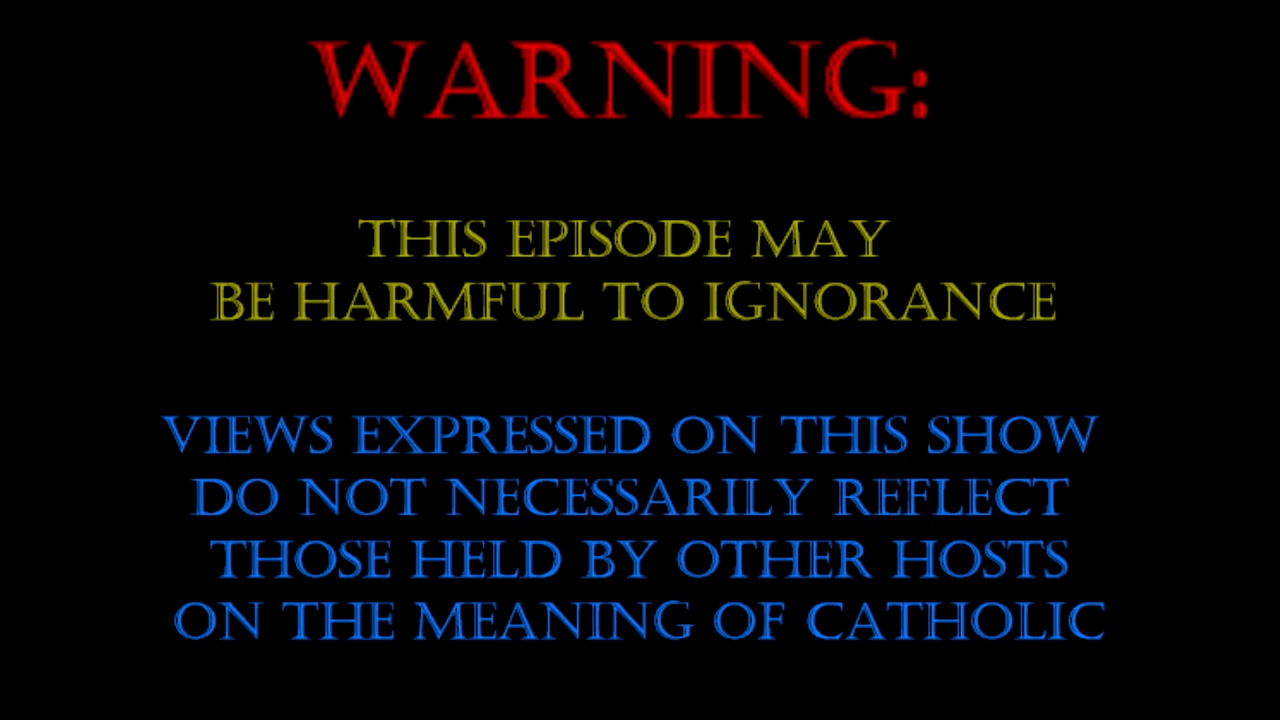 WARNING:
THIS EPISODE MAY
BE HARMFUL TO IGNORANCE
VIEWS EXPRESSED ON THIS SHOW
DO NOT NECESSARILY REFLECT
THOSE HELD BY OTHER HOSTS
ON THE MEANING OF CATHOLIC